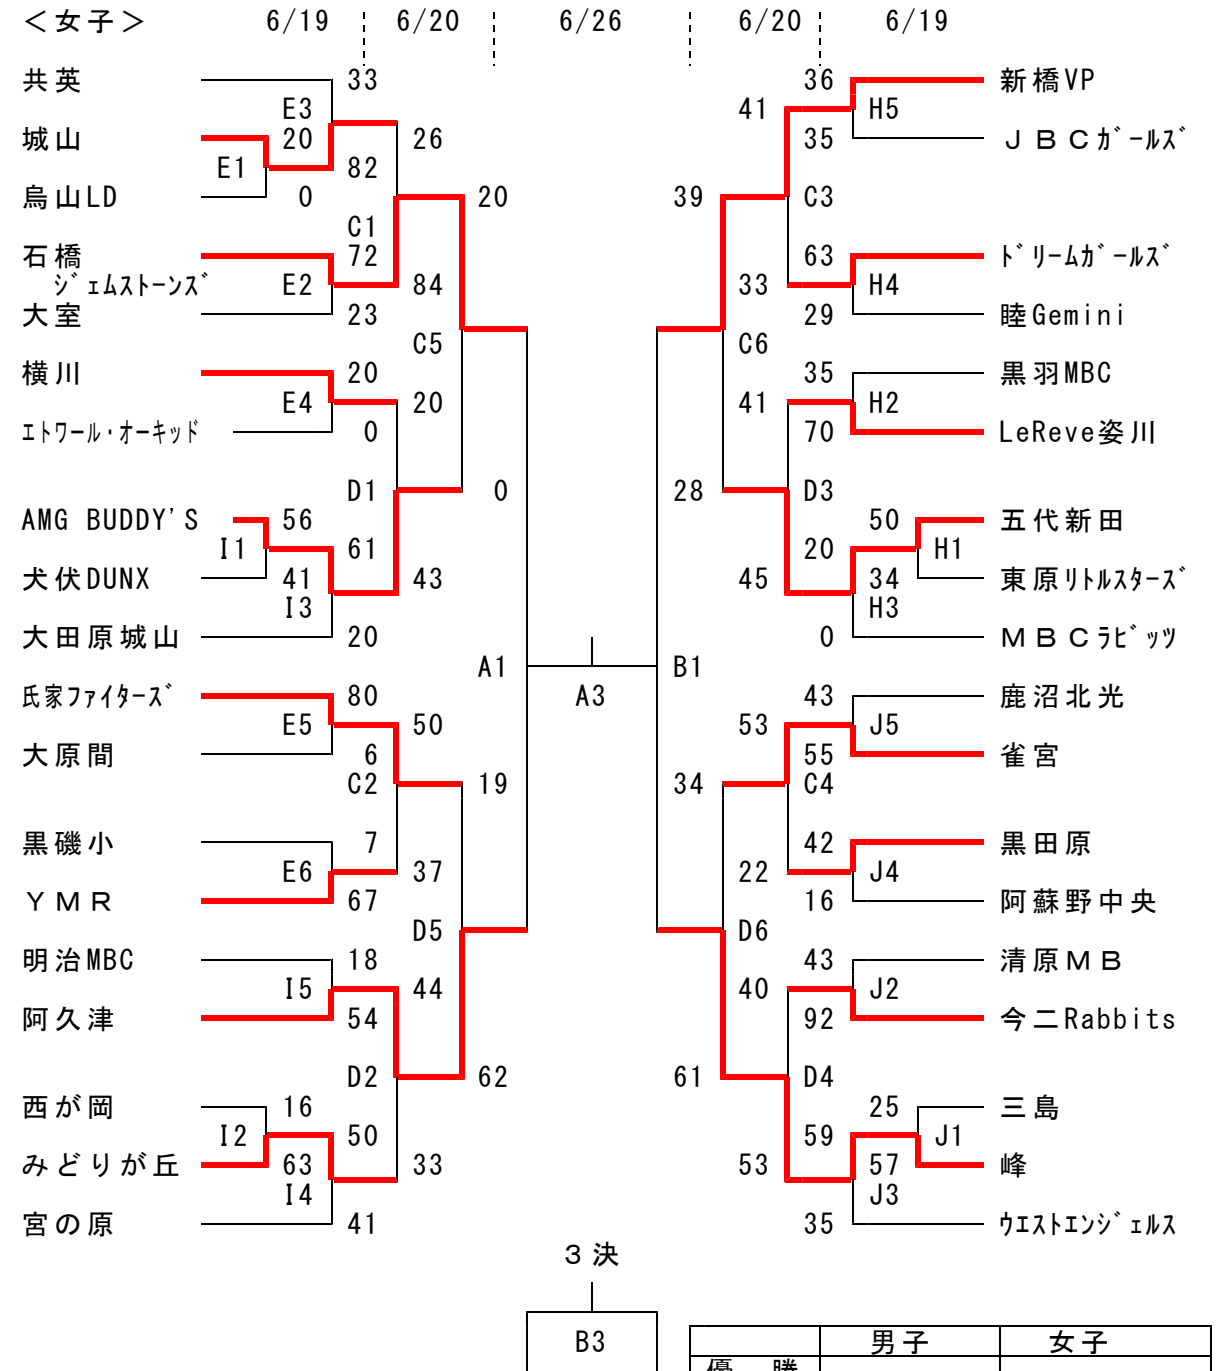 ＜女子＞ 6/19 6/20 6/26 6/20 6/19
共英 33 36 新橋VP
E3 41 H5
城山 20 26 35 ＪＢＣｶﾞｰﾙｽﾞ
E1 82
烏山LD 0 20 39 C3
C1
石橋 72 63 ﾄﾞﾘｰﾑｶﾞｰﾙｽﾞ
ｼﾞｪﾑｽﾄｰﾝｽﾞ E2 84 33 H4
大室 23 29 睦Gemini
C5 C6
横川 20 35 黒羽MBC
E4 20 41 H2
ｴﾄﾜｰﾙ・ｵｰｷｯﾄﾞ 0 70 LeReve姿川
D1 0 28 D3
AMG BUDDY'S 56 50 五代新田
I1 61 20 H1
犬伏DUNX 41 43 45 34 東原ﾘﾄﾙｽﾀｰｽﾞ
I3 H3
大田原城山 20 0 ＭＢＣﾗﾋﾞｯﾂ
A1 B1
氏家ﾌｧｲﾀｰｽﾞ 80 A3 43 鹿沼北光
E5 50 53 J5
大原間 6 55 雀宮
C2 19 34 C4
黒磯小 7 42 黒田原
E6 37 22 J4
ＹＭＲ 67 16 阿蘇野中央
D5 D6
明治MBC 18 43 清原ＭＢ
I5 44 40 J2
阿久津 54 92 今二Rabbits
D2 62 61 D4
西が岡 16 25 三島
I2 50 59 J1
みどりが丘 63 33 53 57 峰
I4 J3
宮の原 41 35 ｳｴｽﾄｴﾝｼﾞｪﾙｽ
３決
B3
男子 女子
優　勝